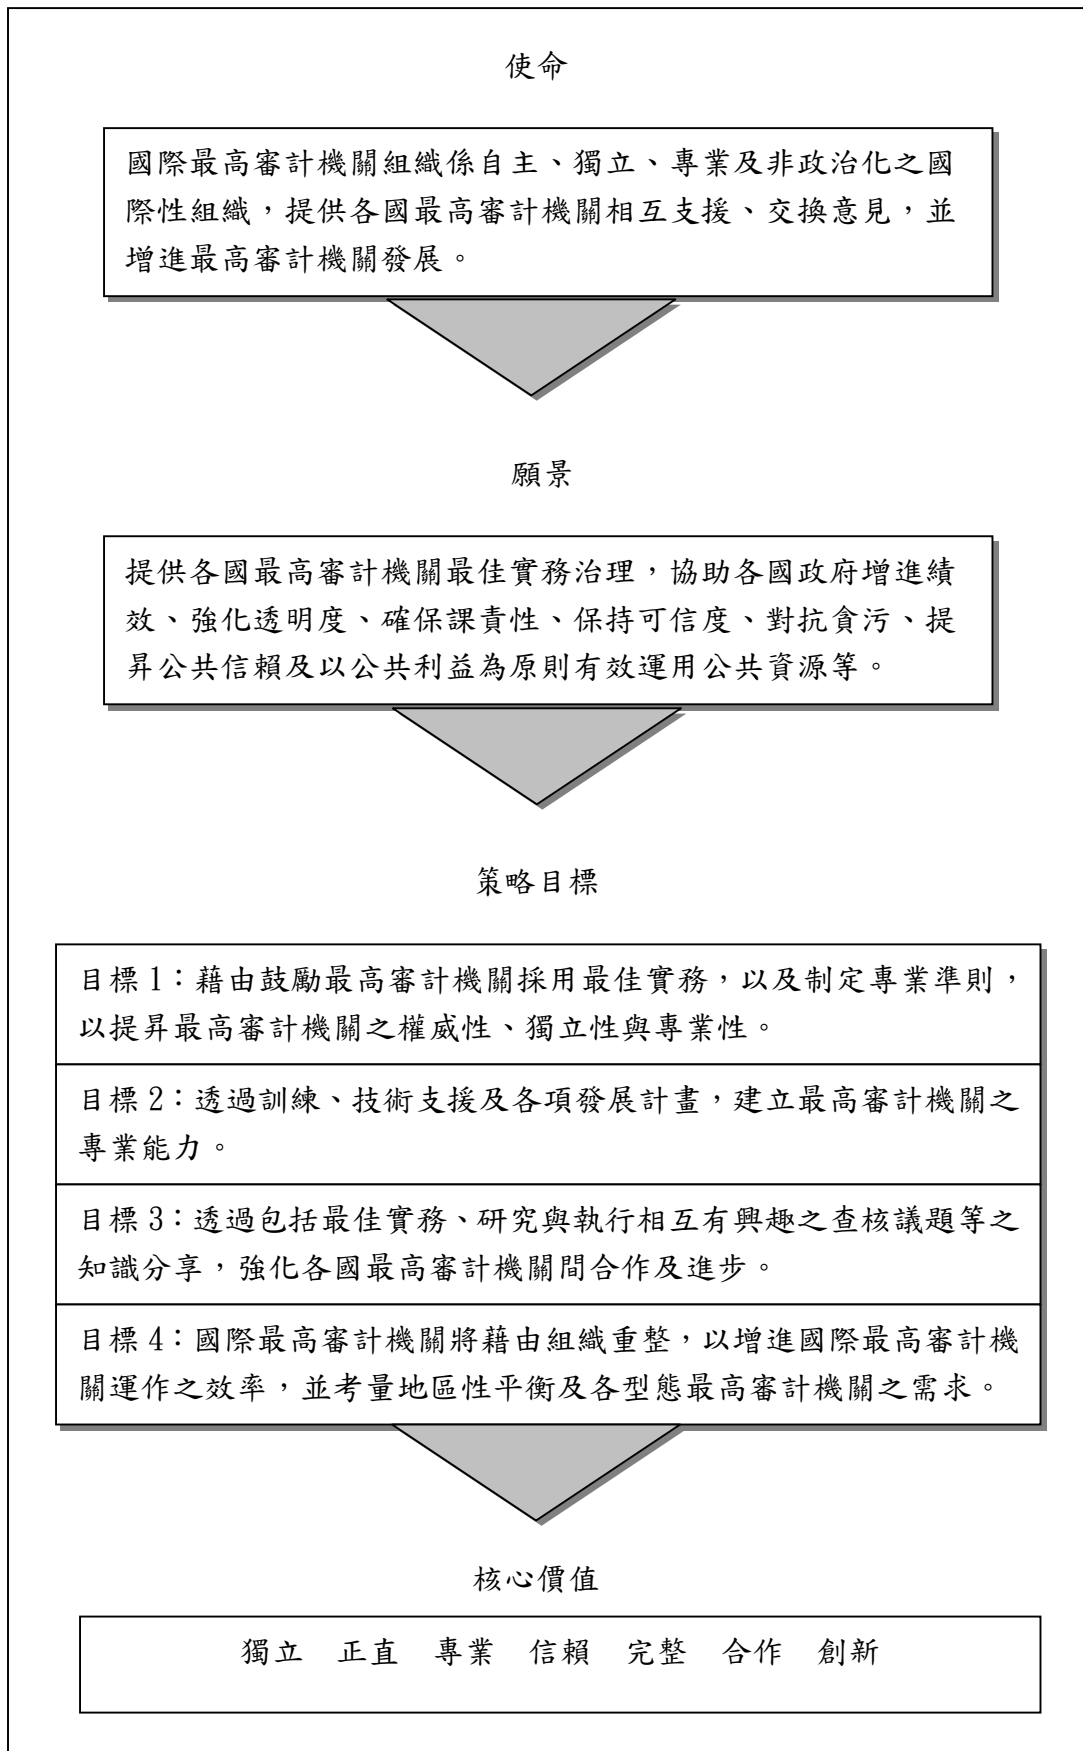 使命
國際最高審計機關組織係自主、獨立、專業及非政治化之國
際性組織，提供各國最高審計機關相互支援、交換意見，並
增進最高審計機關發展。
願景
提供各國最高審計機關最佳實務治理，協助各國政府增進績
效、強化透明度、確保課責性、保持可信度、對抗貪污、提
昇公共信賴及以公共利益為原則有效運用公共資源等。
策略目標
目標 1：藉由鼓勵最高審計機關採用最佳實務，以及制定專業準則，
以提昇最高審計機關之權威性、獨立性與專業性。
目標 2：透過訓練、技術支援及各項發展計畫，建立最高審計機關之
專業能力。
目標 3：透過包括最佳實務、研究與執行相互有興趣之查核議題等之
知識分享，強化各國最高審計機關間合作及進步。
目標 4：國際最高審計機關將藉由組織重整，以增進國際最高審計機
關運作之效率，並考量地區性平衡及各型態最高審計機關之需求。
核心價值
獨立 正直 專業 信賴 完整 合作 創新